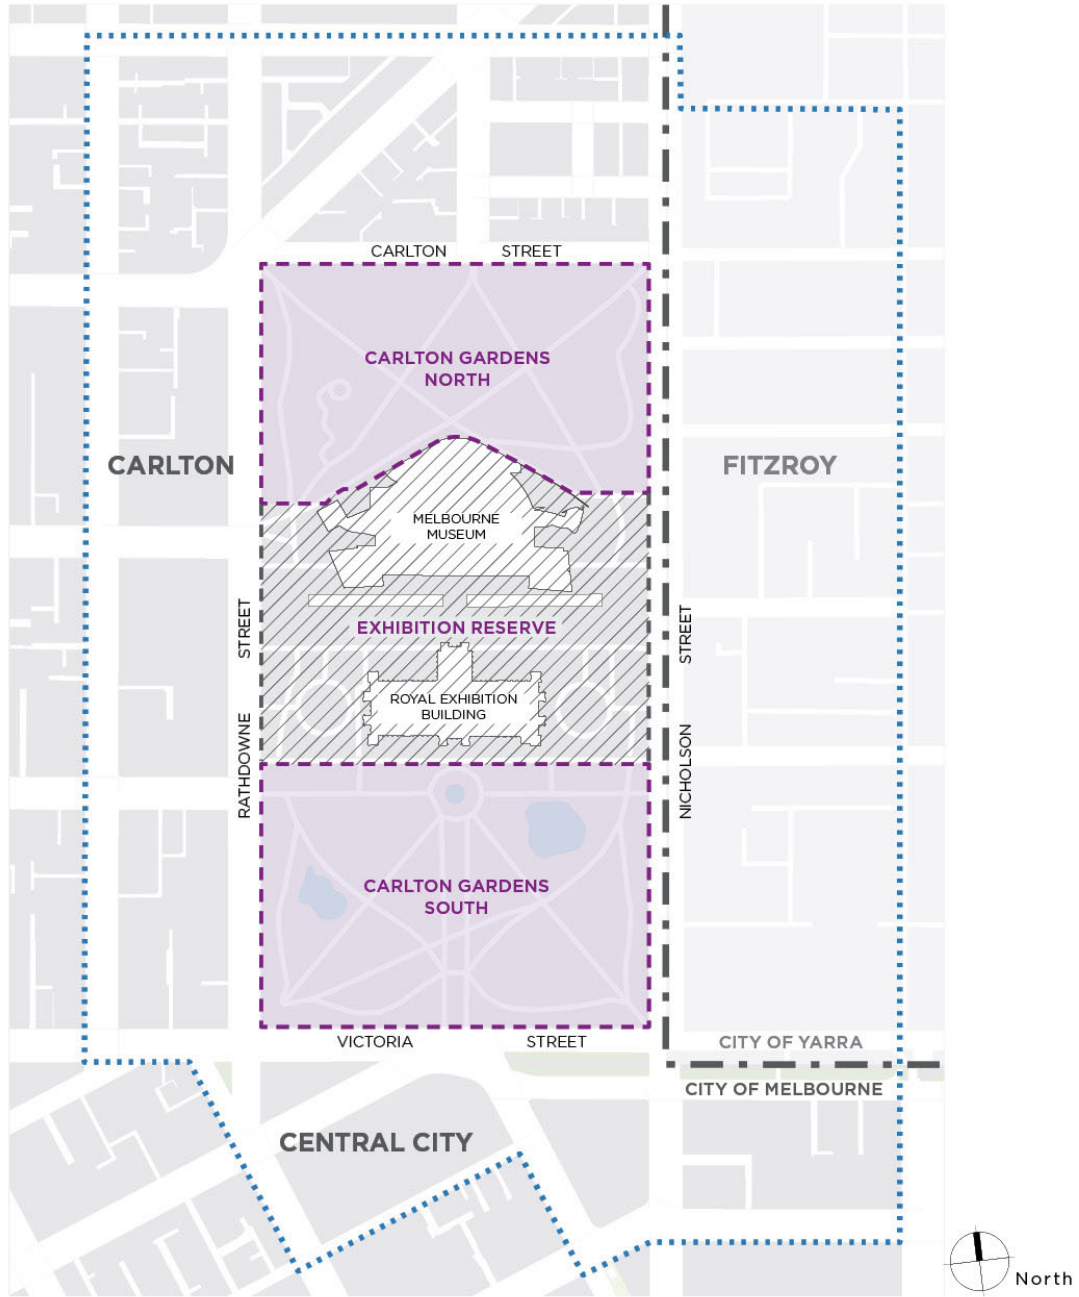 CARLTON STREET
CARLTON GARDENS
NORTH
CARLTON
FITZROY
MELBOURNE
MUSEUM
EXHIBITION RESERVE
STREET
STREET
ROYAL EXHIBITION
BUILDING
RATHDOWNE
NICHOLSON
CARLTON GARDENS
SOUTH
VICTORIA STREET
CITY OF YARRA
CITY OF MELBOURNE
CENTRAL CITY
North